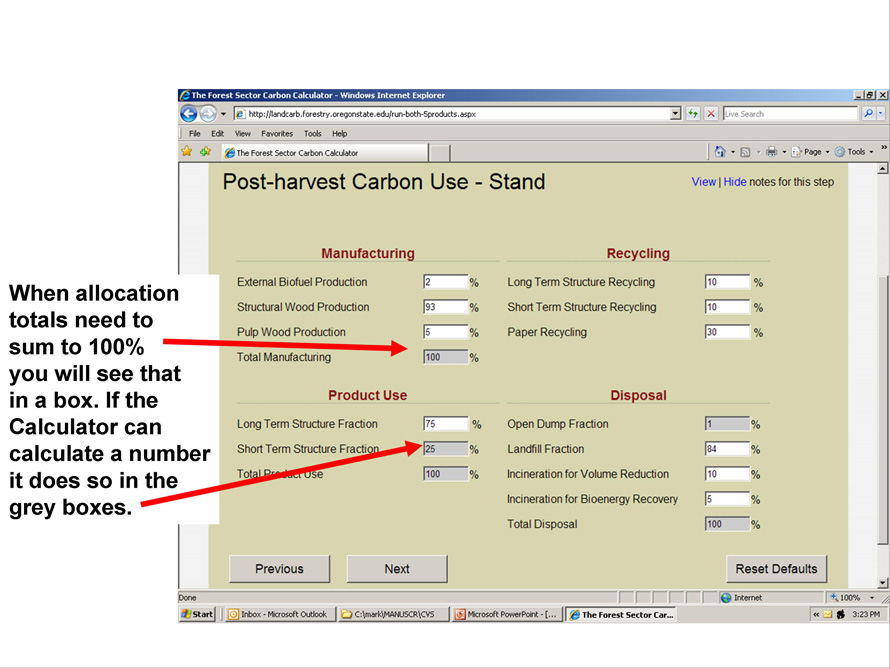 The Forest Sector Carbon Calculator - Windows Internet Explorer
http://landcarb.forestry.oregonstate.edu/run-both-5products.aspx
Live Search
File Edit View Favorites Tools Help
The Forest Sector Carbon Calculator
Page Tools »
Post-harvest Carbon Use - Stand
View | Hide notes for this step
Manufacturing
External Biofuel Production 2 %
Structural Wood Production 93 %
Pulp Wood Production 5 %
Total Manufacturing 100 %
Recycling
Long Term Structure Recycling 10 %
Short Term Structure Recycling 10 %
Paper Recycling 30 %
Product Use
Long Term Structure Fraction 75 %
Short Term Structure Fraction 25 %
Total Product Use 100 %
Disposal
Open Dump Fraction 1 %
Landfill Fraction 84 %
Incineration for Volume Reduction 10 %
Incineration for Bioenergy Recovery 5 %
Total Disposal 100 %
Previous Next Reset Defaults
When allocation
totals need to
sum to 100%
you will see that
in a box. If the
Calculator can
calculate a number
it does so in the
grey boxes.
Done Internet 100%
Start Inbox - Microsoft Outlook C:\mark\MANUSCR\CVS Microsoft PowerPoint - [... The Forest Sector Car... « 3:23 PM